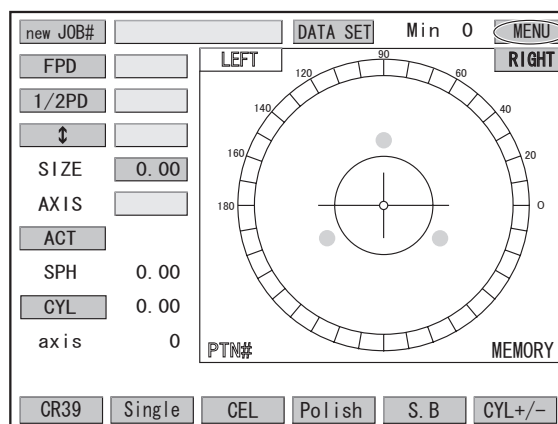 new JOB# DATA SET Min 0 MENU
FPD
1/2PD
↕
SIZE 0.00
AXIS
ACT
SPH 0.00
CYL 0.00
axis 0
LEFT RIGHT
90
120 60
140 40
160 20
180 0
PTN# MEMORY
CR39 Single CEL Polish S.B CYL+/-